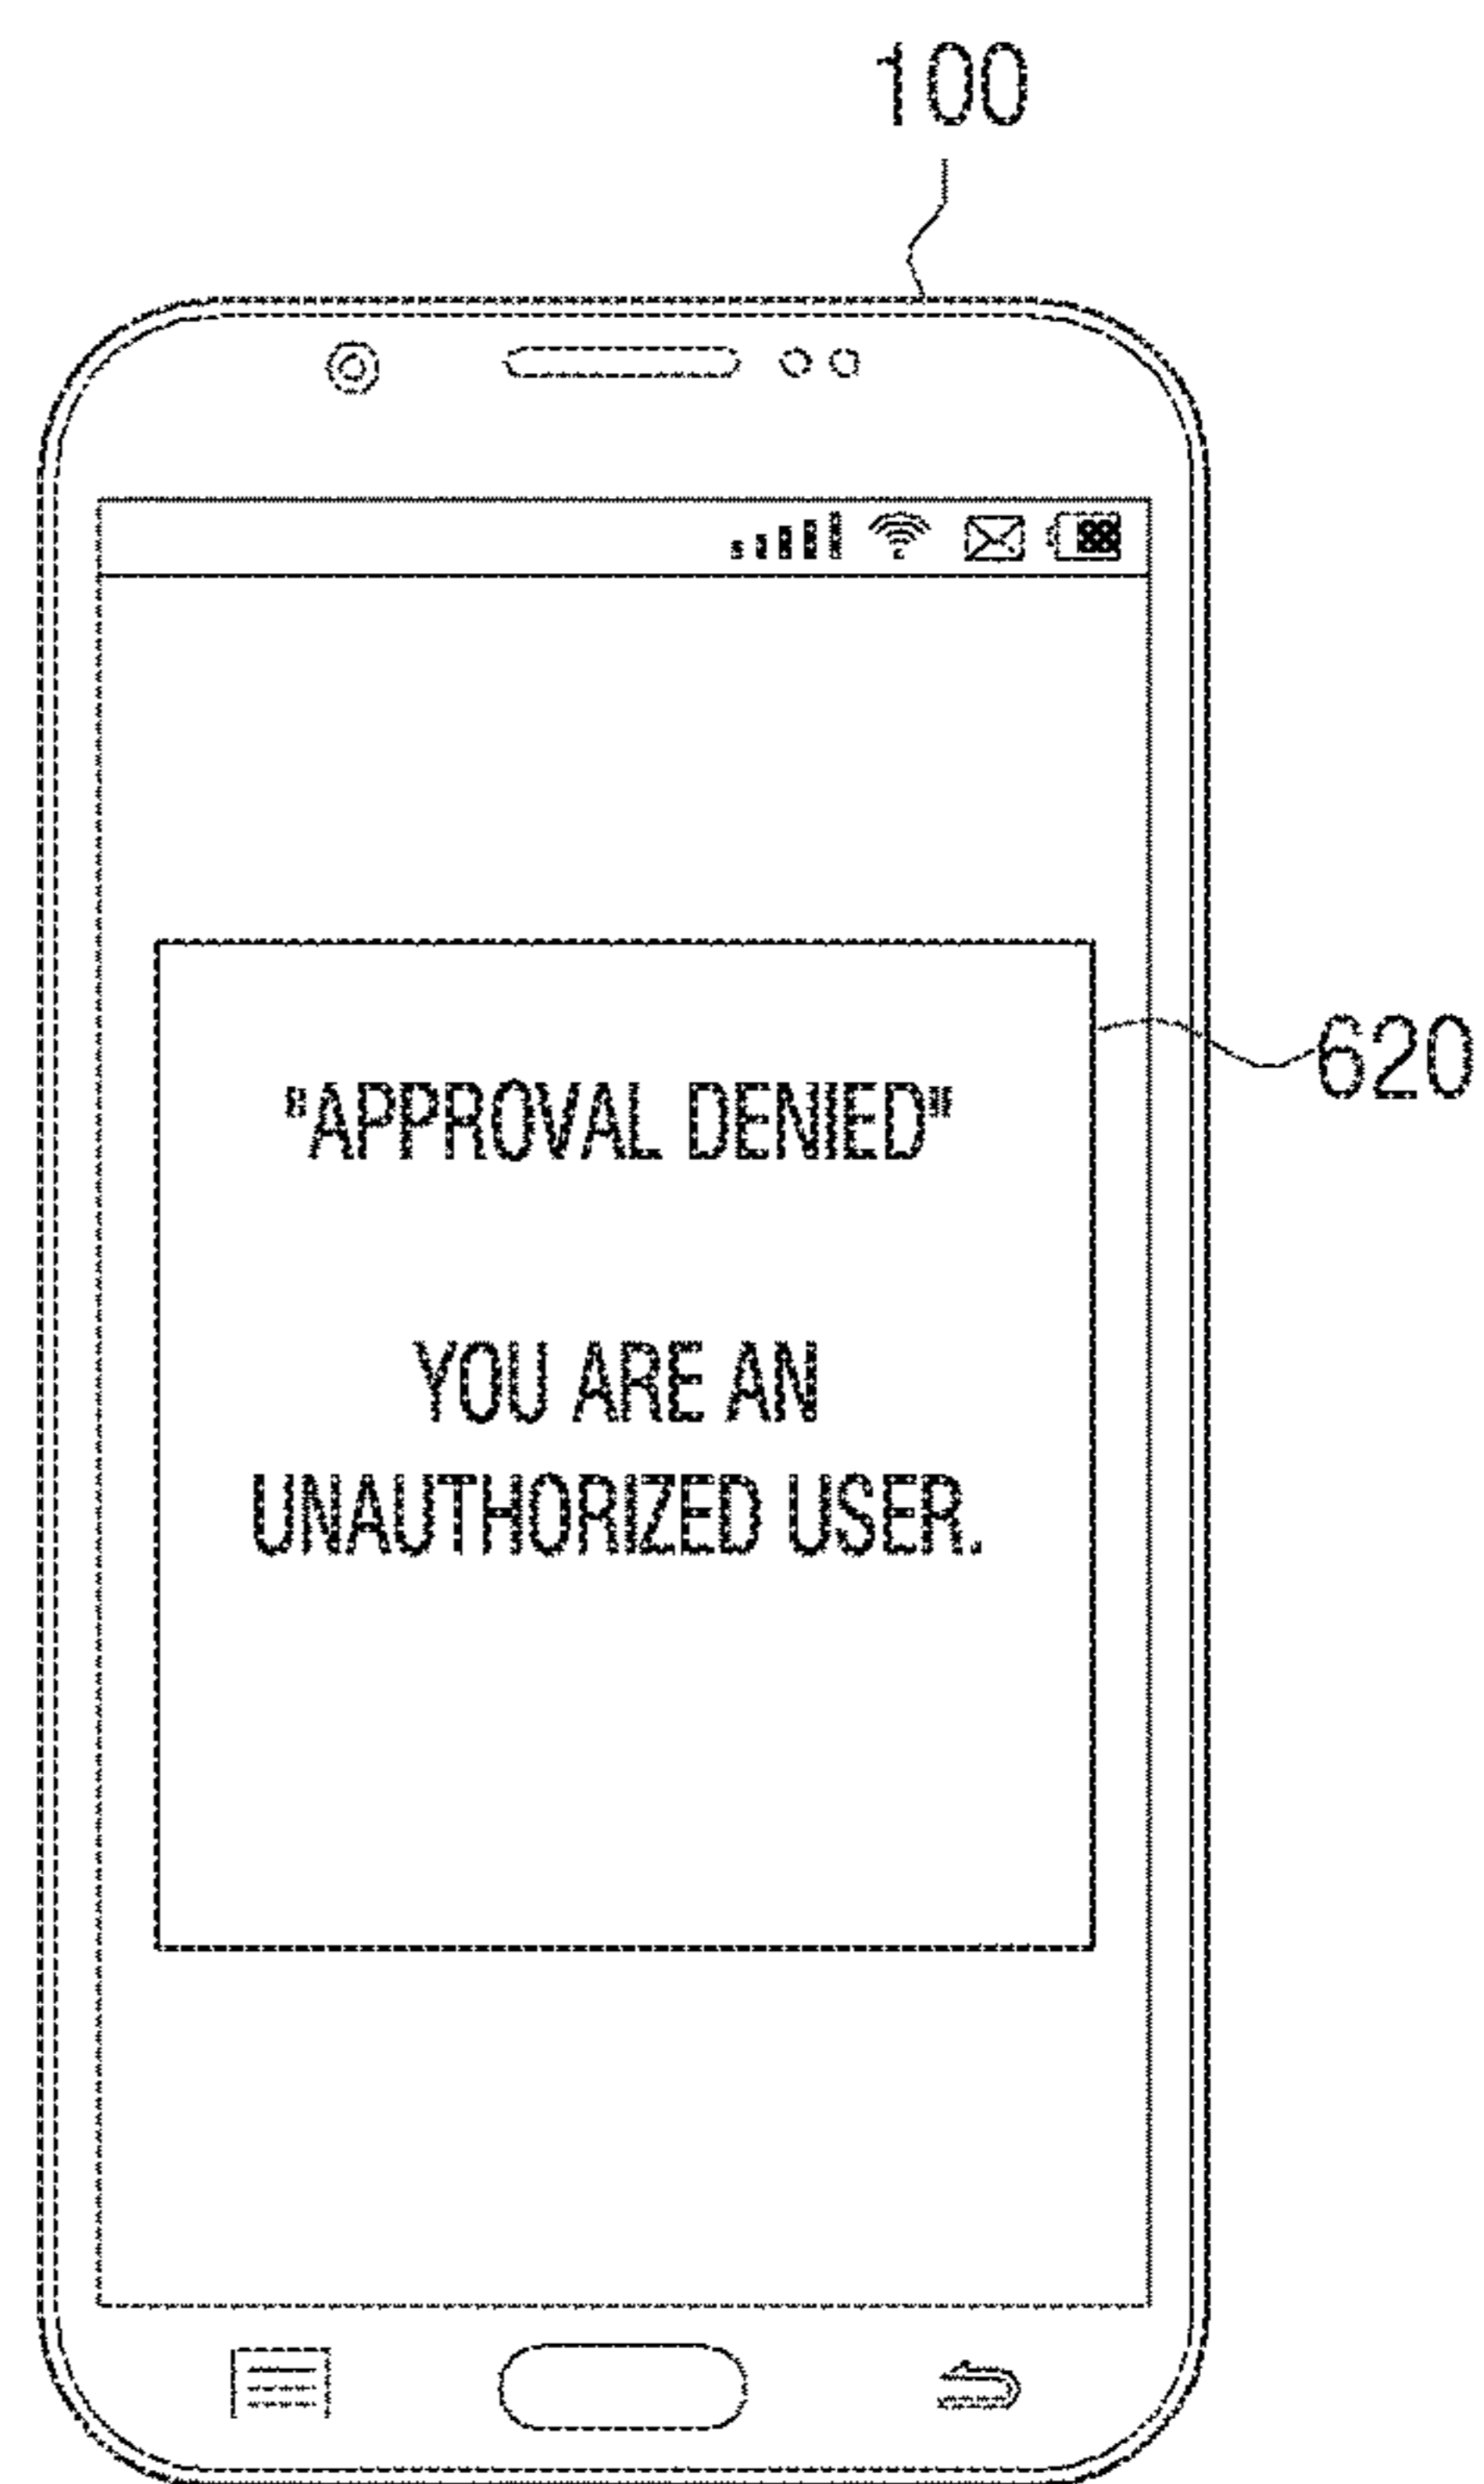 100
620
"APPROVAL DENIED"
YOU ARE AN
UNAUTHORIZED USER.